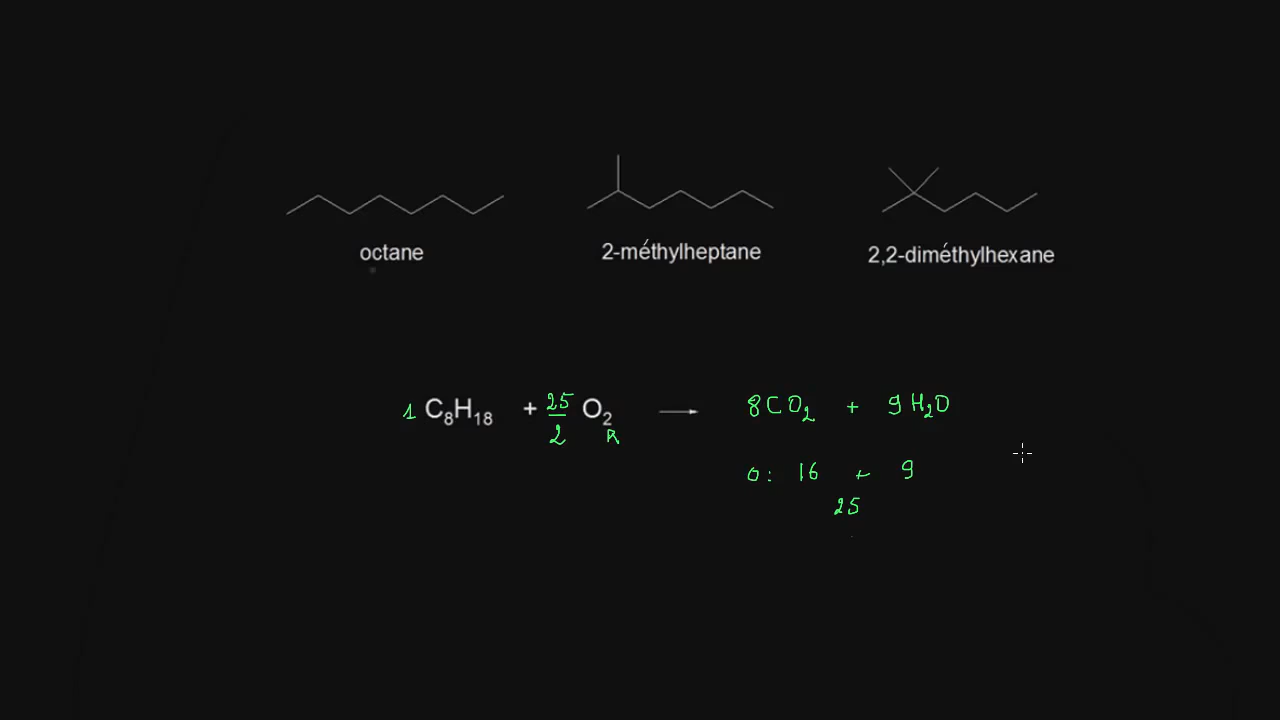 octane 2-méthylheptane 2,2-diméthylhexane
1 C₈H₁₈ + 25/2 O₂ → 8CO₂ + 9H₂O
O: 16 + 9
25